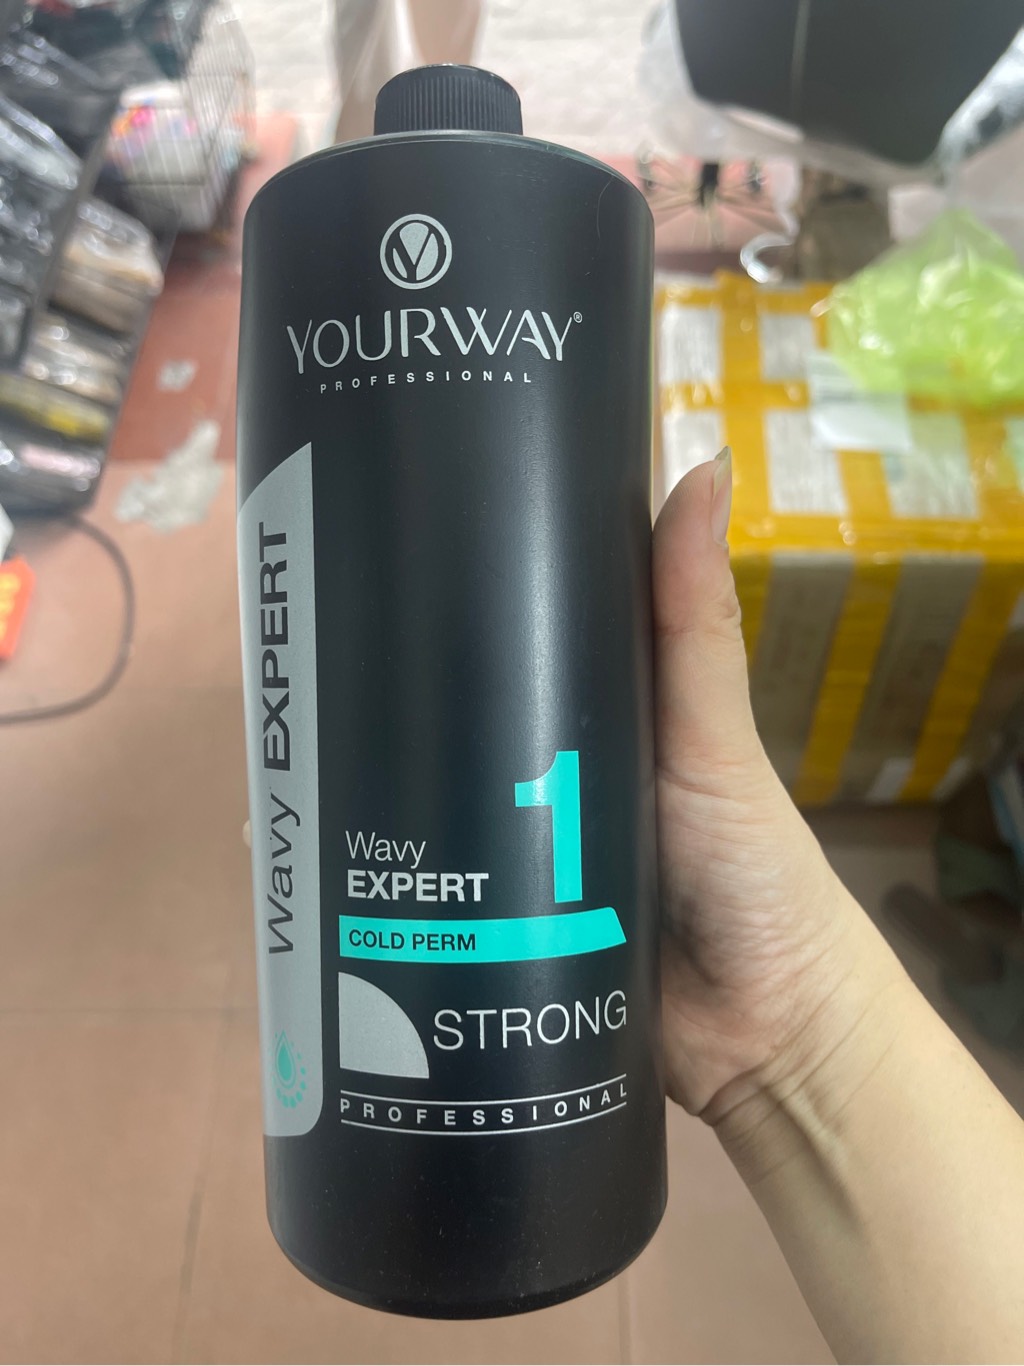 YOURWAY®
PROFESSIONAL
Wavy EXPERT
1
Wavy
EXPERT
COLD PERM
STRONG
PROFESSIONAL